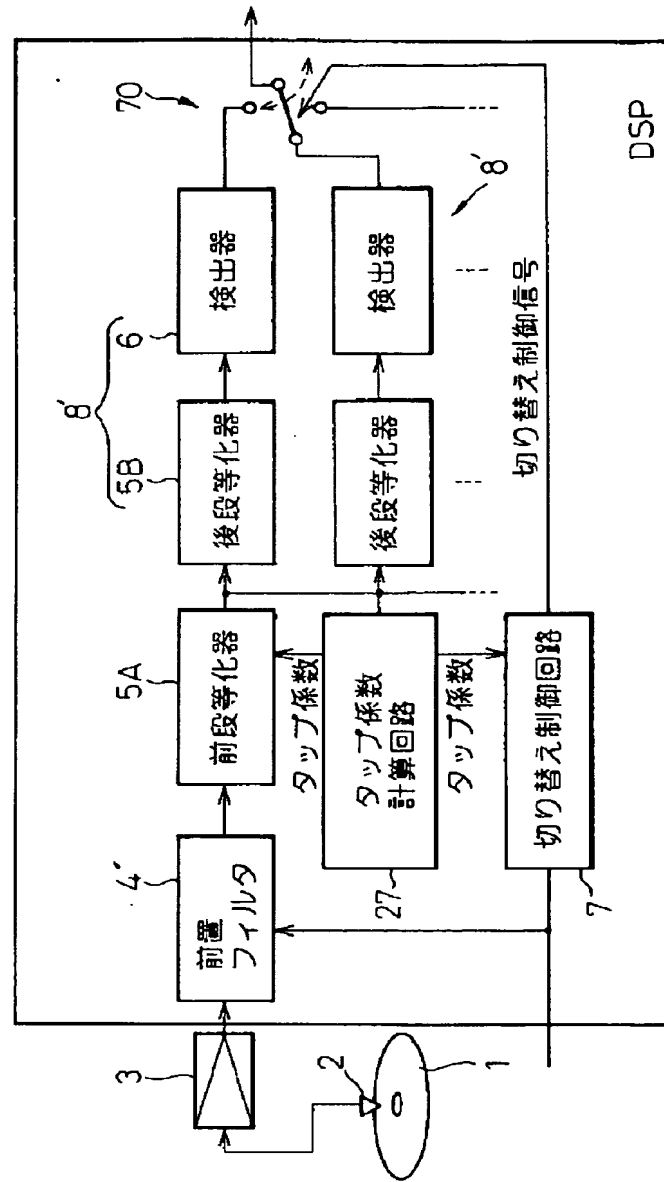 1
2
3
4'
前置
フィルタ
5A
前段等化器
8'
5B
後段等化器
6
検出器
70
後段等化器
検出器
8'
タップ係数
タップ係数
計算回路
27
タップ係数
切り替え制御回路
7
切り替え制御信号
DSP